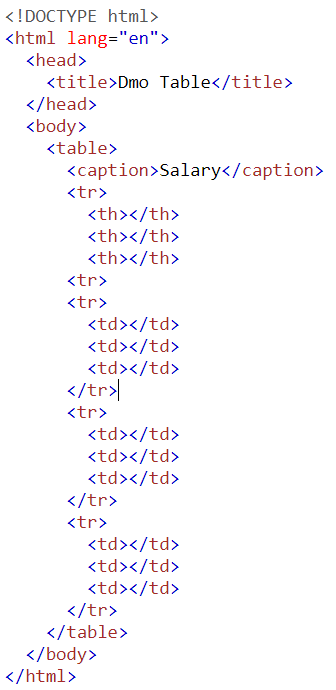 <!DOCTYPE html>
<html lang="en">
  <head>
    <title>Dmo Table</title>
  </head>
  <body>
    <table>
      <caption>Salary</caption>
      <tr>
        <th></th>
        <th></th>
        <th></th>
      <tr>
      <tr>
        <td></td>
        <td></td>
        <td></td>
      </tr>
      <tr>
        <td></td>
        <td></td>
        <td></td>
      </tr>
      <tr>
        <td></td>
        <td></td>
        <td></td>
      </tr>
    </table>
  </body>
</html>